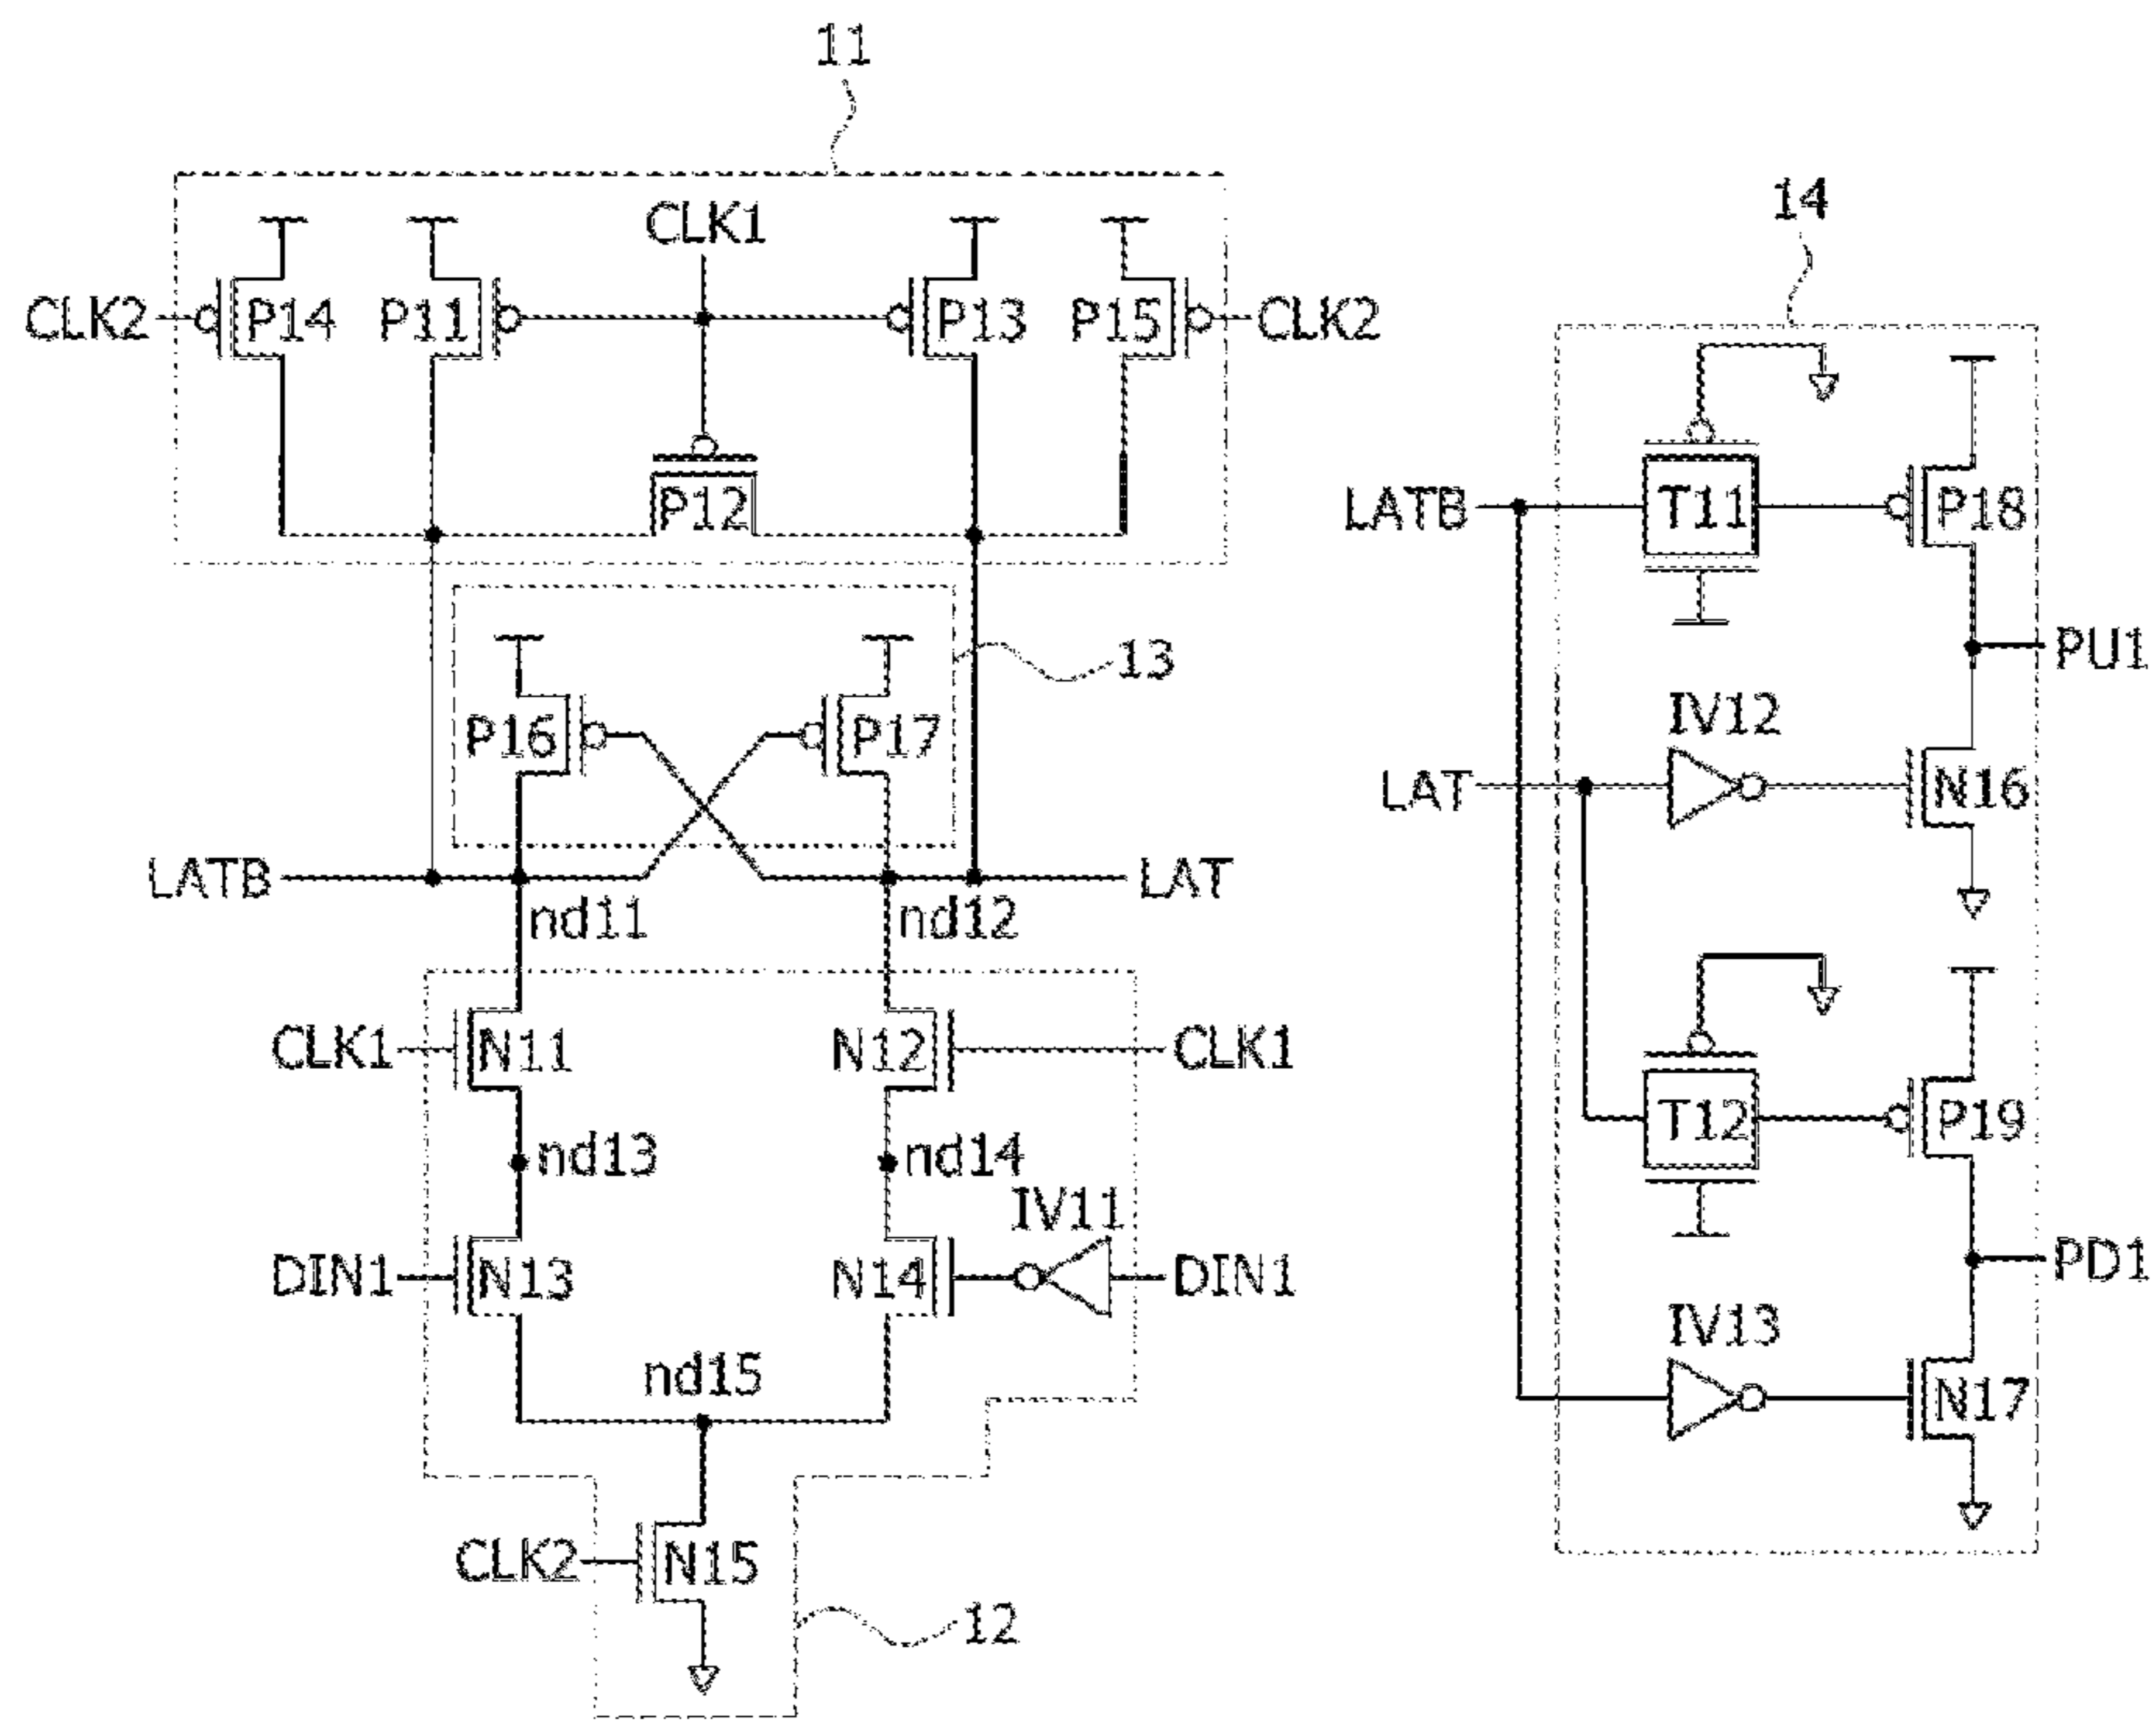 11
CLK1
CLK2 P14 P11 P13 P15 CLK2
P12
13
P16 P17
LATB LAT
nd11 nd12
CLK1 N11 N12 CLK1
nd13 nd14
IV11
DIN1 N13 N14 DIN1
nd15
CLK2 N15
12
14
LATB T11 P18
PU1
IV12
LAT N16
T12 P19
PD1
IV13
N17